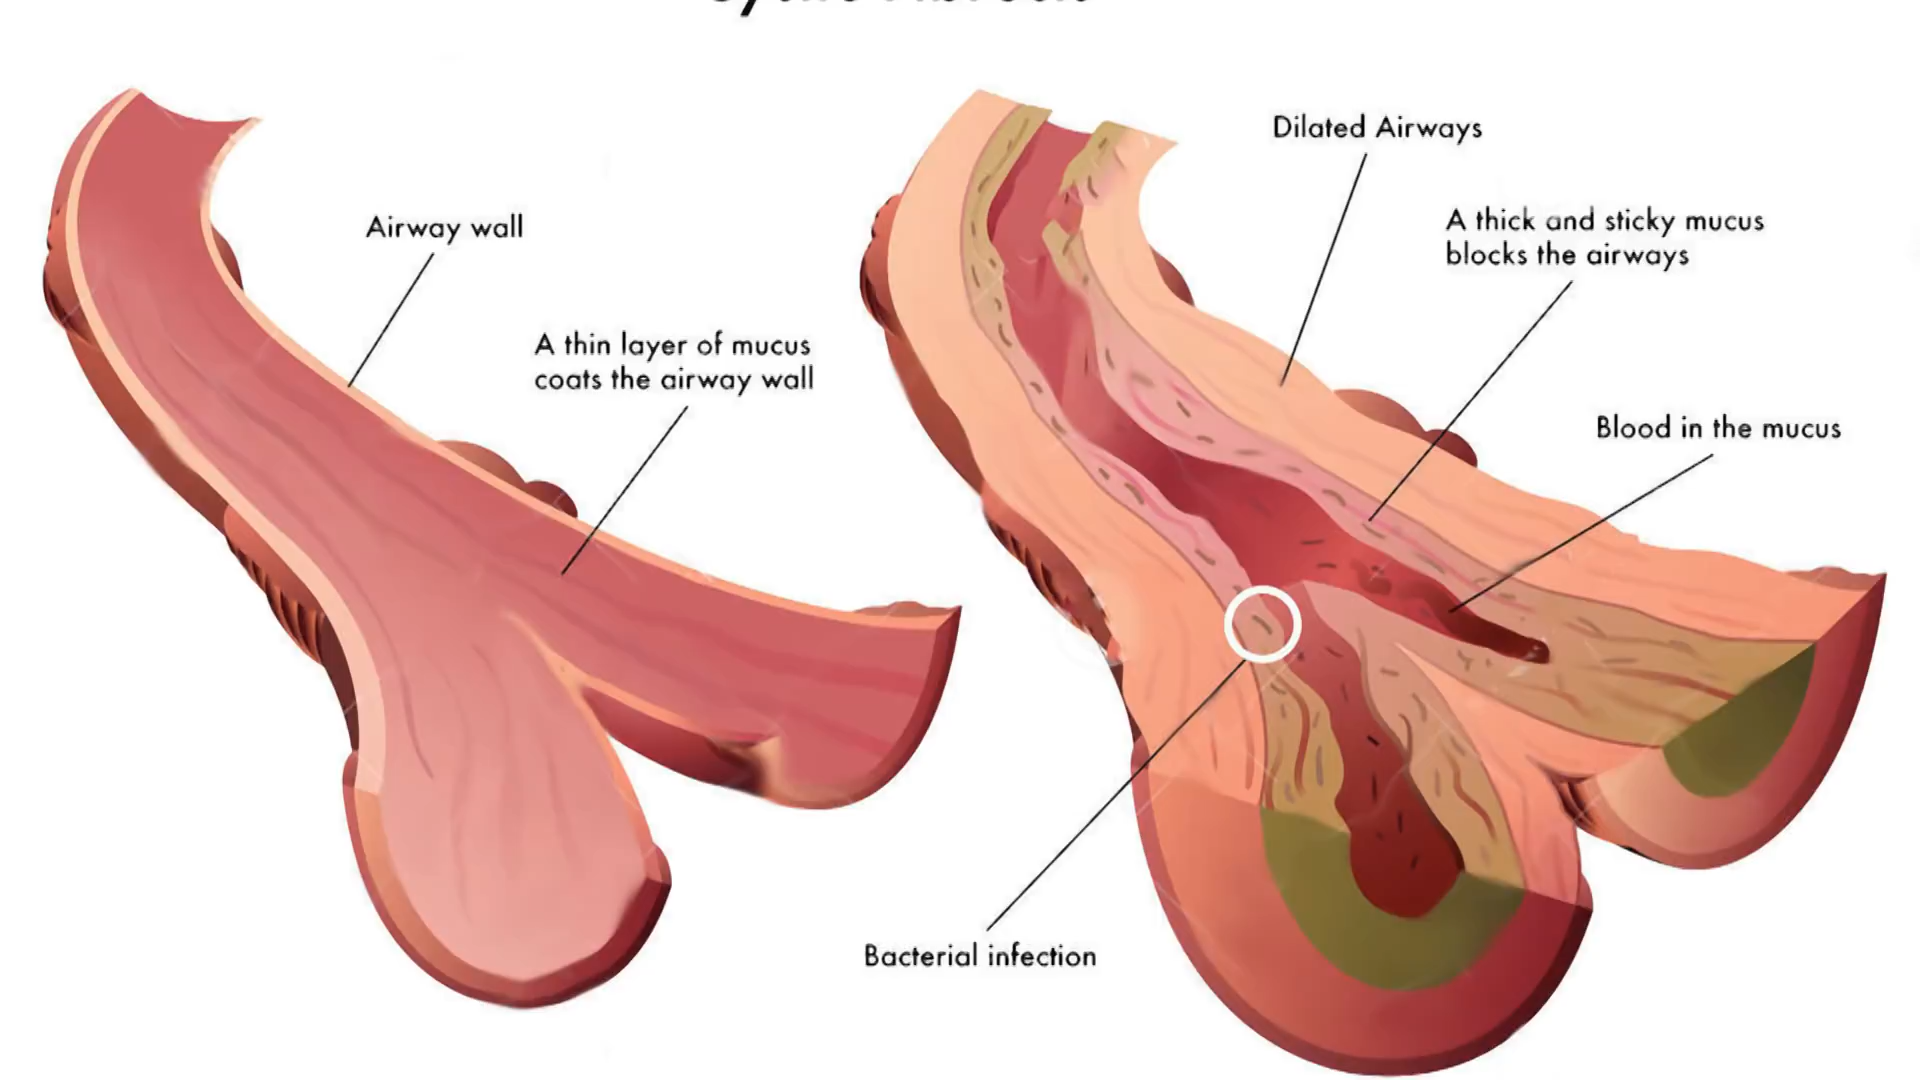 Airway wall
A thin layer of mucus
coats the airway wall
Dilated Airways
A thick and sticky mucus
blocks the airways
Blood in the mucus
Bacterial infection